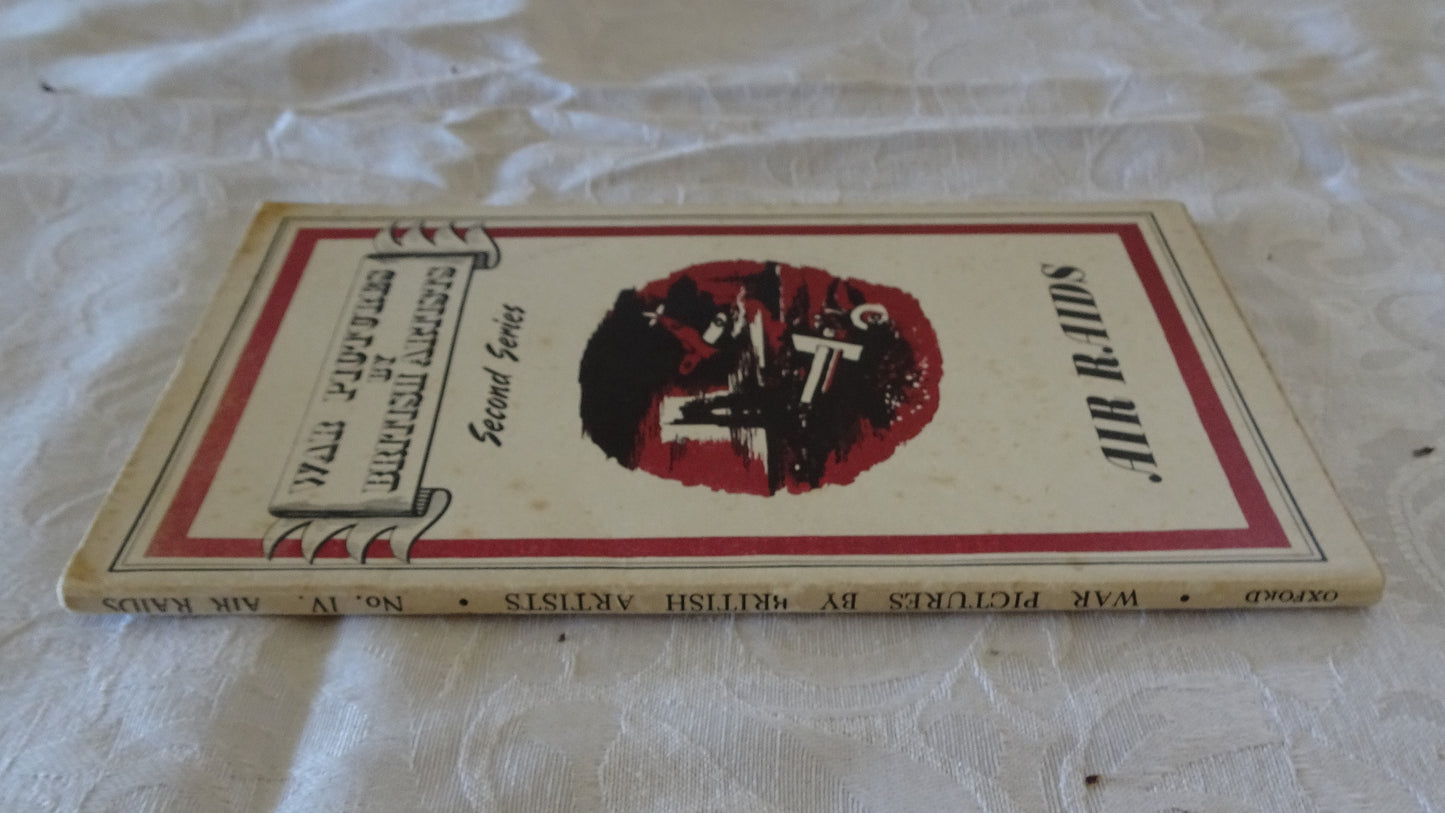 WAR PICTURES
BY
BRITISH ARTISTS
Second Series
AIR RAIDS
OXFORD • WAR PICTURES BY BRITISH ARTISTS • No. IV. AIR RAIDS